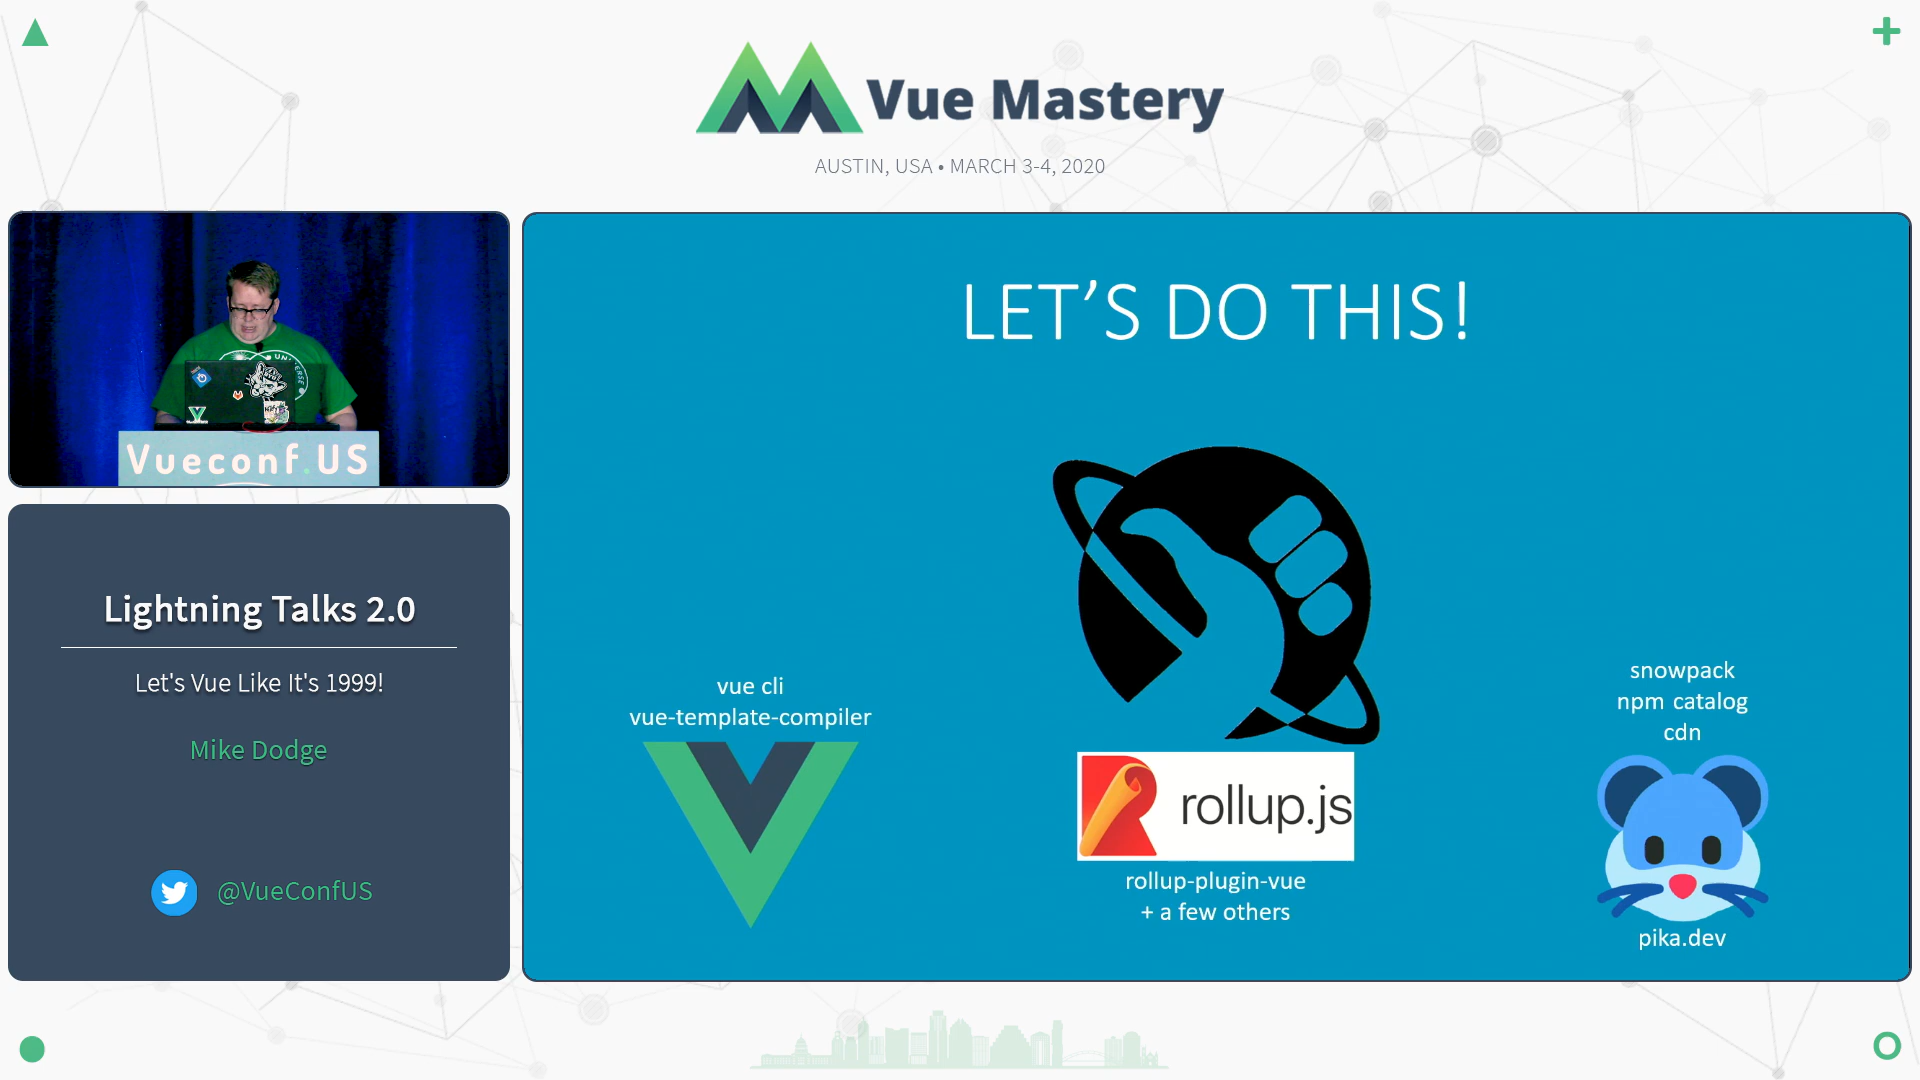 Vue Mastery
AUSTIN, USA • MARCH 3-4, 2020
Vueconf.US
Lightning Talks 2.0
Let's Vue Like It's 1999!
Mike Dodge
@VueConfUS
LET'S DO THIS!
vue cli
vue-template-compiler
rollup.js
rollup-plugin-vue
+ a few others
snowpack
npm catalog
cdn
pika.dev